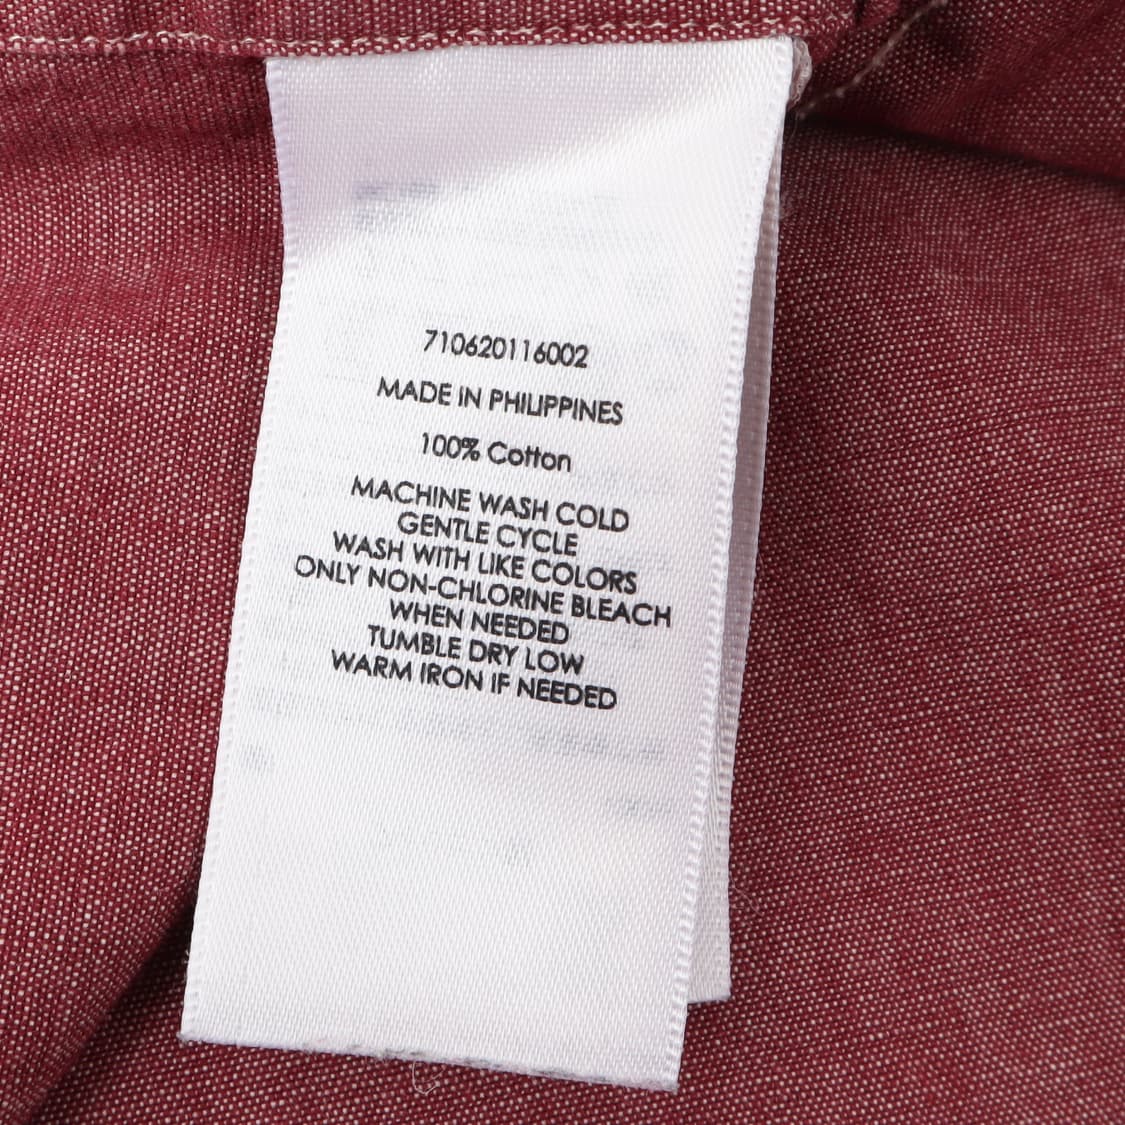 710620116002
MADE IN PHILIPPINES
100% Cotton
MACHINE WASH COLD
GENTLE CYCLE
WASH WITH LIKE COLORS
ONLY NON-CHLORINE BLEACH
WHEN NEEDED
TUMBLE DRY LOW
WARM IRON IF NEEDED